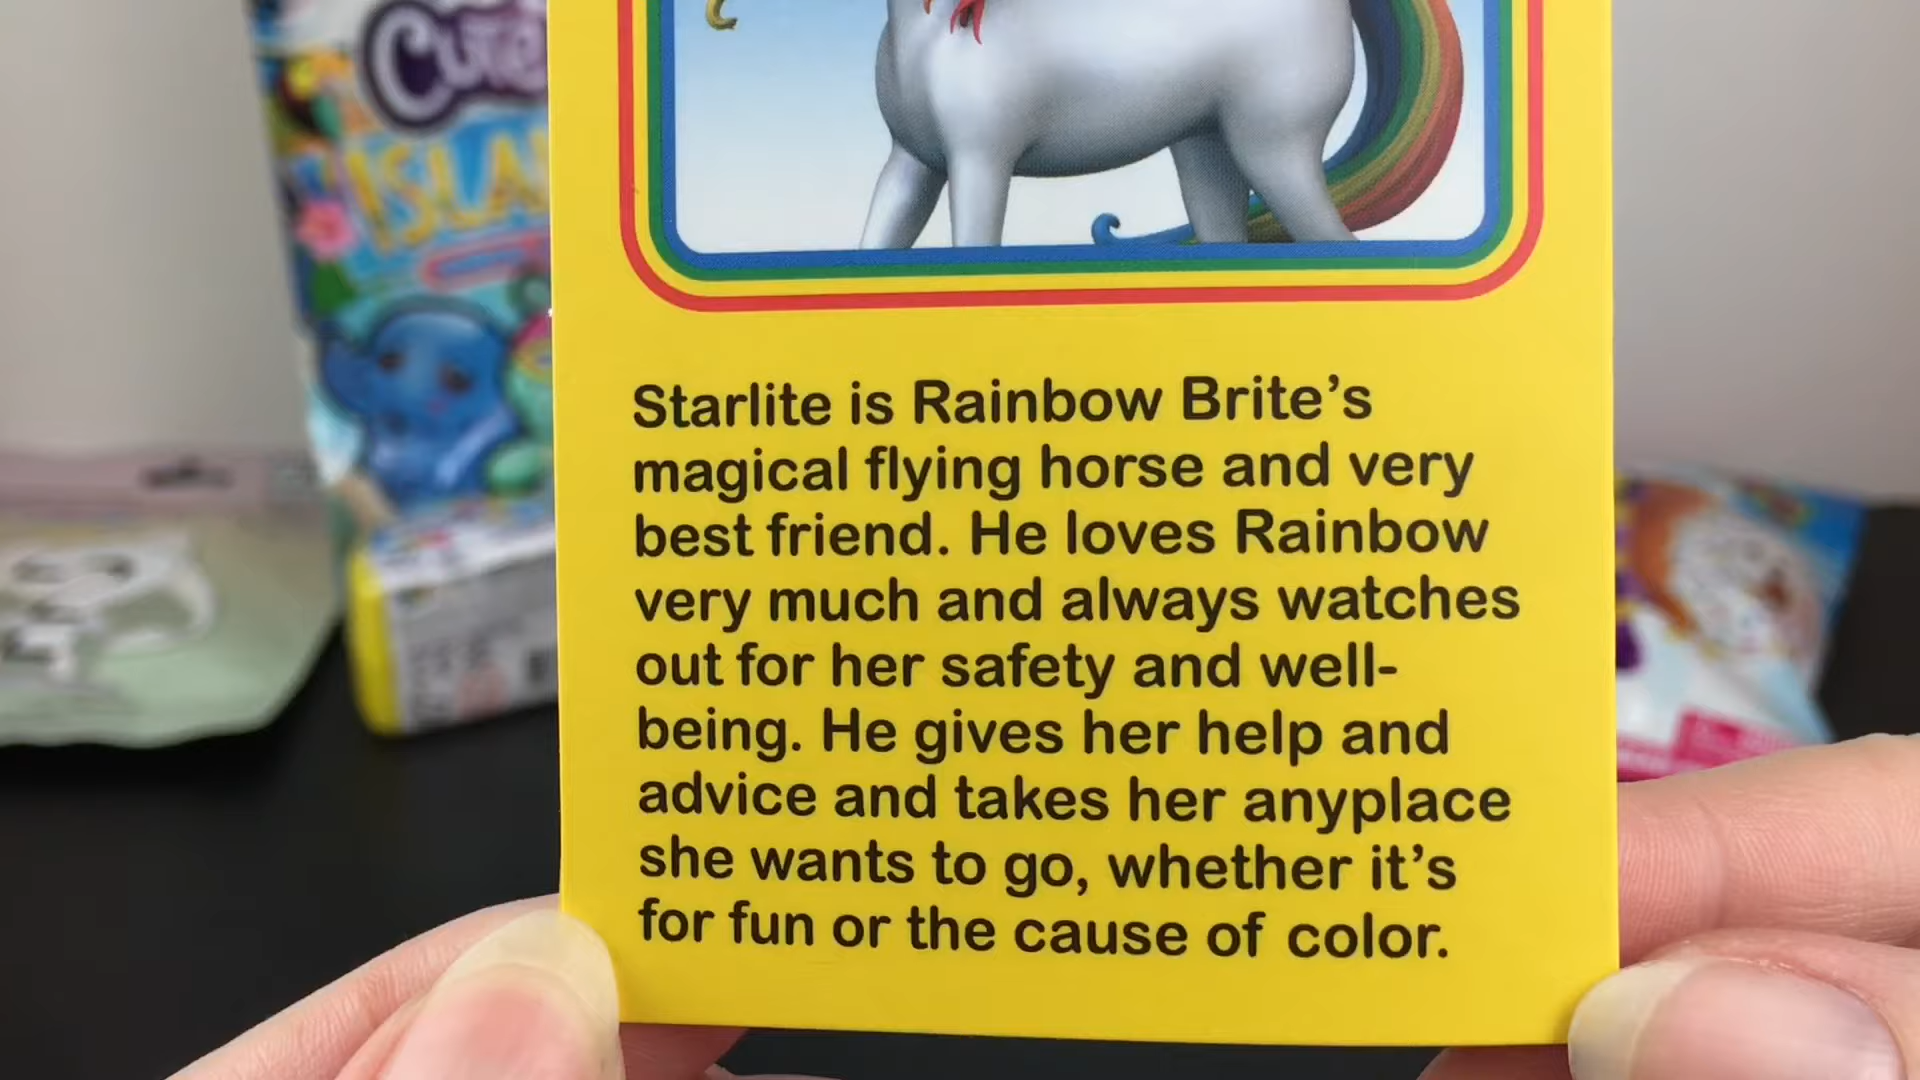 Cute
ISLA
Starlite is Rainbow Brite’s
magical flying horse and very
best friend. He loves Rainbow
very much and always watches
out for her safety and well-
being. He gives her help and
advice and takes her anyplace
she wants to go, whether it’s
for fun or the cause of color.